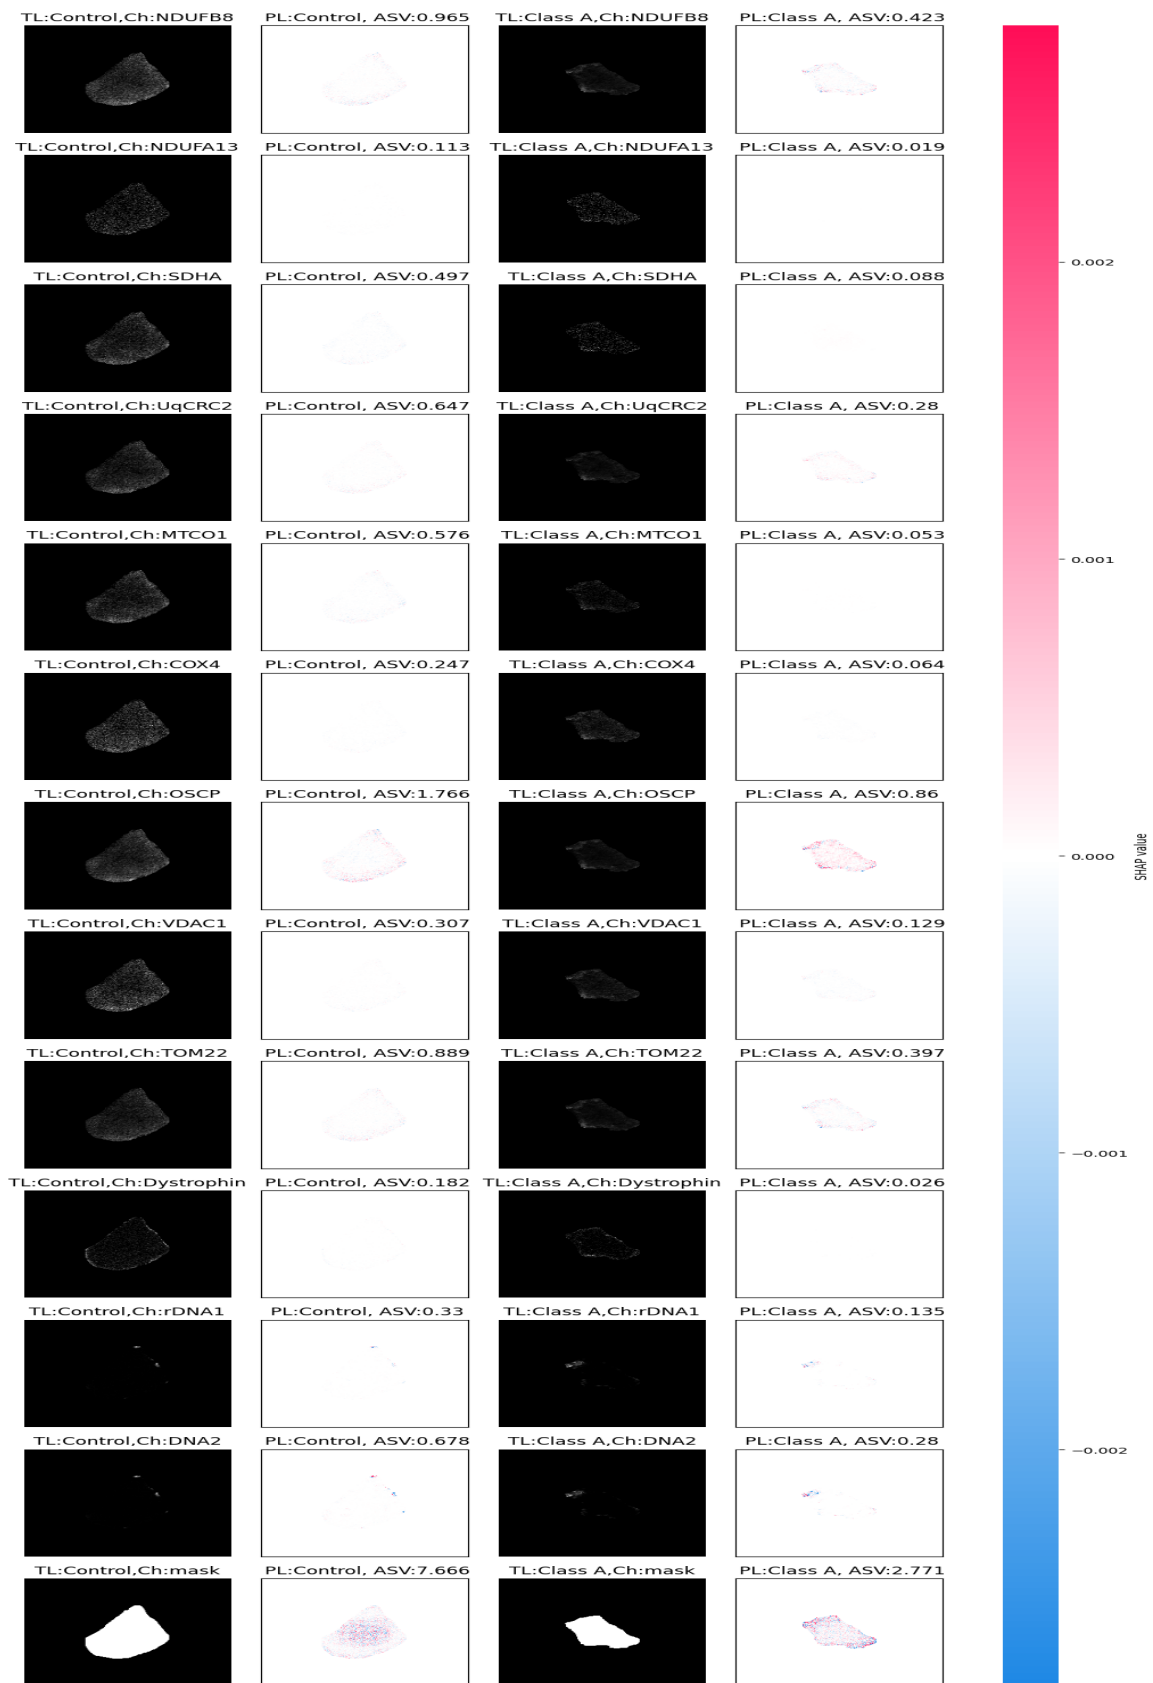 TL:Control,Ch:NDUFB8 PL:Control, ASV:0.965 TL:Class A,Ch:NDUFB8 PL:Class A, ASV:0.423
TL:Control,Ch:NDUFA13 PL:Control, ASV:0.113 TL:Class A,Ch:NDUFA13 PL:Class A, ASV:0.019
TL:Control,Ch:SDHA PL:Control, ASV:0.497 TL:Class A,Ch:SDHA PL:Class A, ASV:0.088
TL:Control,Ch:UqCRC2 PL:Control, ASV:0.647 TL:Class A,Ch:UqCRC2 PL:Class A, ASV:0.28
TL:Control,Ch:MTCO1 PL:Control, ASV:0.576 TL:Class A,Ch:MTCO1 PL:Class A, ASV:0.053
TL:Control,Ch:COX4 PL:Control, ASV:0.247 TL:Class A,Ch:COX4 PL:Class A, ASV:0.064
TL:Control,Ch:OSCP PL:Control, ASV:1.766 TL:Class A,Ch:OSCP PL:Class A, ASV:0.86
TL:Control,Ch:VDAC1 PL:Control, ASV:0.307 TL:Class A,Ch:VDAC1 PL:Class A, ASV:0.129
TL:Control,Ch:TOM22 PL:Control, ASV:0.889 TL:Class A,Ch:TOM22 PL:Class A, ASV:0.397
TL:Control,Ch:Dystrophin PL:Control, ASV:0.182 TL:Class A,Ch:Dystrophin PL:Class A, ASV:0.026
TL:Control,Ch:rDNA1 PL:Control, ASV:0.33 TL:Class A,Ch:rDNA1 PL:Class A, ASV:0.135
TL:Control,Ch:DNA2 PL:Control, ASV:0.678 TL:Class A,Ch:DNA2 PL:Class A, ASV:0.28
TL:Control,Ch:mask PL:Control, ASV:7.666 TL:Class A,Ch:mask PL:Class A, ASV:2.771
0.002
0.001
0.000
−0.001
−0.002
SHAP value